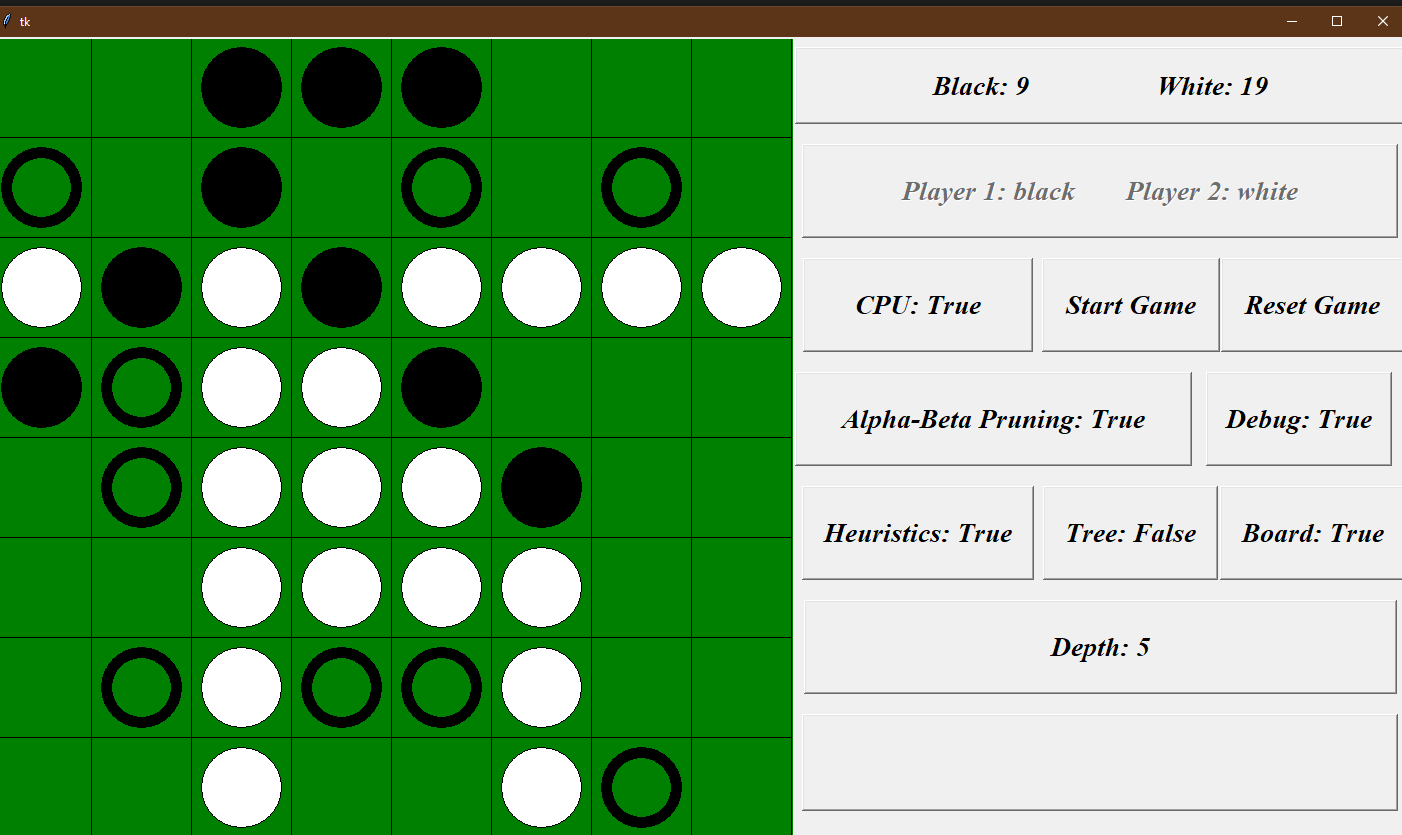 tk
Black: 9 White: 19
Player 1: black Player 2: white
CPU: True Start Game Reset Game
Alpha-Beta Pruning: True Debug: True
Heuristics: True Tree: False Board: True
Depth: 5